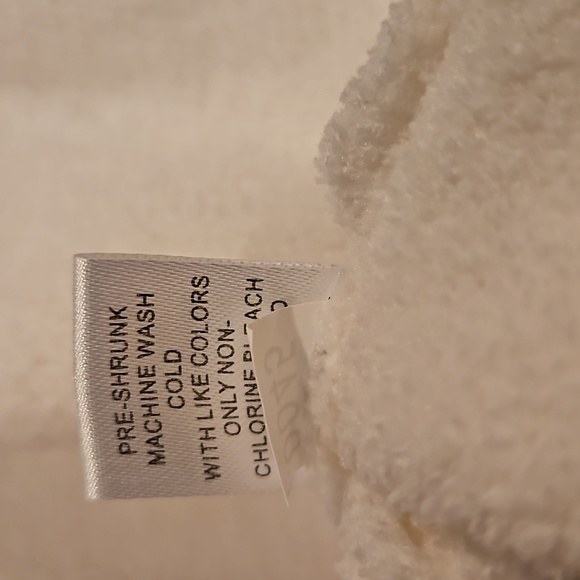 PRE-SHRUNK
MACHINE WASH
COLD
WITH LIKE COLORS
ONLY NON-
CHLORINE BLEACH